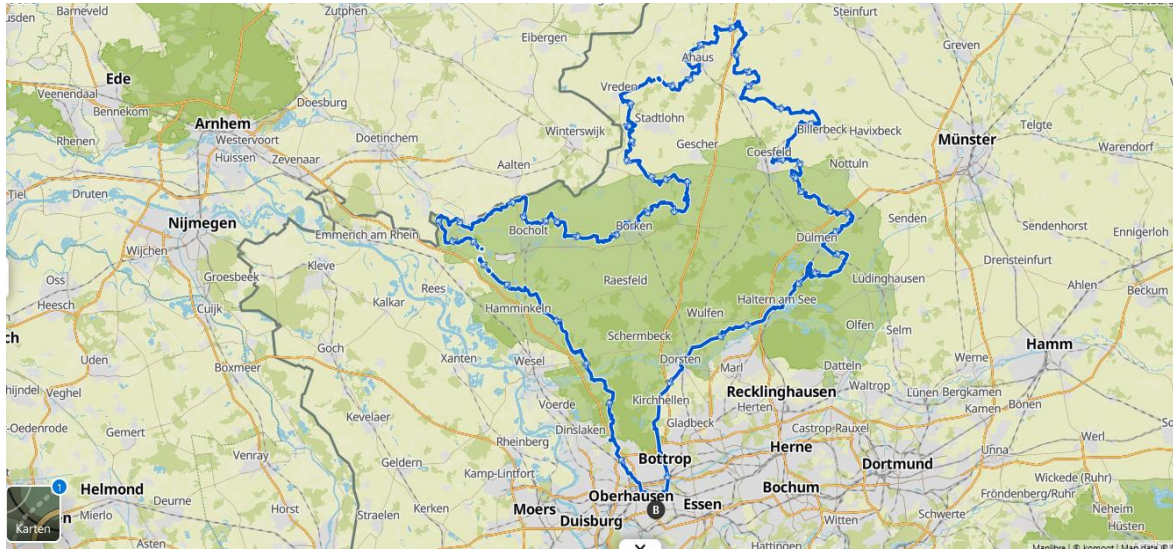 Barneveld
Zutphen
Steinfurt
Eibergen
Greven
Ahaus
Ede
Veenendaal
Vreden
Bennekom
Doesburg
Arnhem
Stadtlohn
Telgte
Westervoort
Doetinchem
Winterswijk
Billerbeck
Havixbeck
Rhenen
Huissen
Zevenaar
Gescher
Münster
Warendorf
Aalten
Coesfeld
Nottuln
Tiel
Druten
Senden
Nijmegen
Emmerich am Rhein
Bocholt
Borken
Sendenhorst
Ennigerloh
Dülmen
Wijchen
Drensteinfurt
Kleve
Groesbeek
Oss
Rees
Raesfeld
Lüdinghausen
Ahlen
Beckum
Heesch
Kalkar
Haltern am See
Cuijk
Hamminkeln
Wulfen
Olfen
Selm
Schermbeck
Hamm
Goch
Uden
Xanten
Wesel
Dorsten
Boxmeer
Marl
Datteln
Werne
Veghel
Recklinghausen
Waltrop
Lünen
Bergkamen
Kevelaer
Voerde
Kirchhellen
Herten
Kamen
Bönen
Gladbeck
Castrop-Rauxel
Gemert
Rheinberg
Dinslaken
Herne
Unna
Werl
Venray
Geldern
Bottrop
Kamp-Lintfort
Dortmund
Wickede (Ruhr)
Helmond
Oberhausen
Bochum
Deurne
Essen
Fröndenberg/Ruhr
Horst
Moers
B
Neheim
Mierlo
Straelen
Kerken
Duisburg
Witten
Schwerte
Hüsten
1
Karten
Asten
Hattingen
Maplibre | © komoot | Map data ©